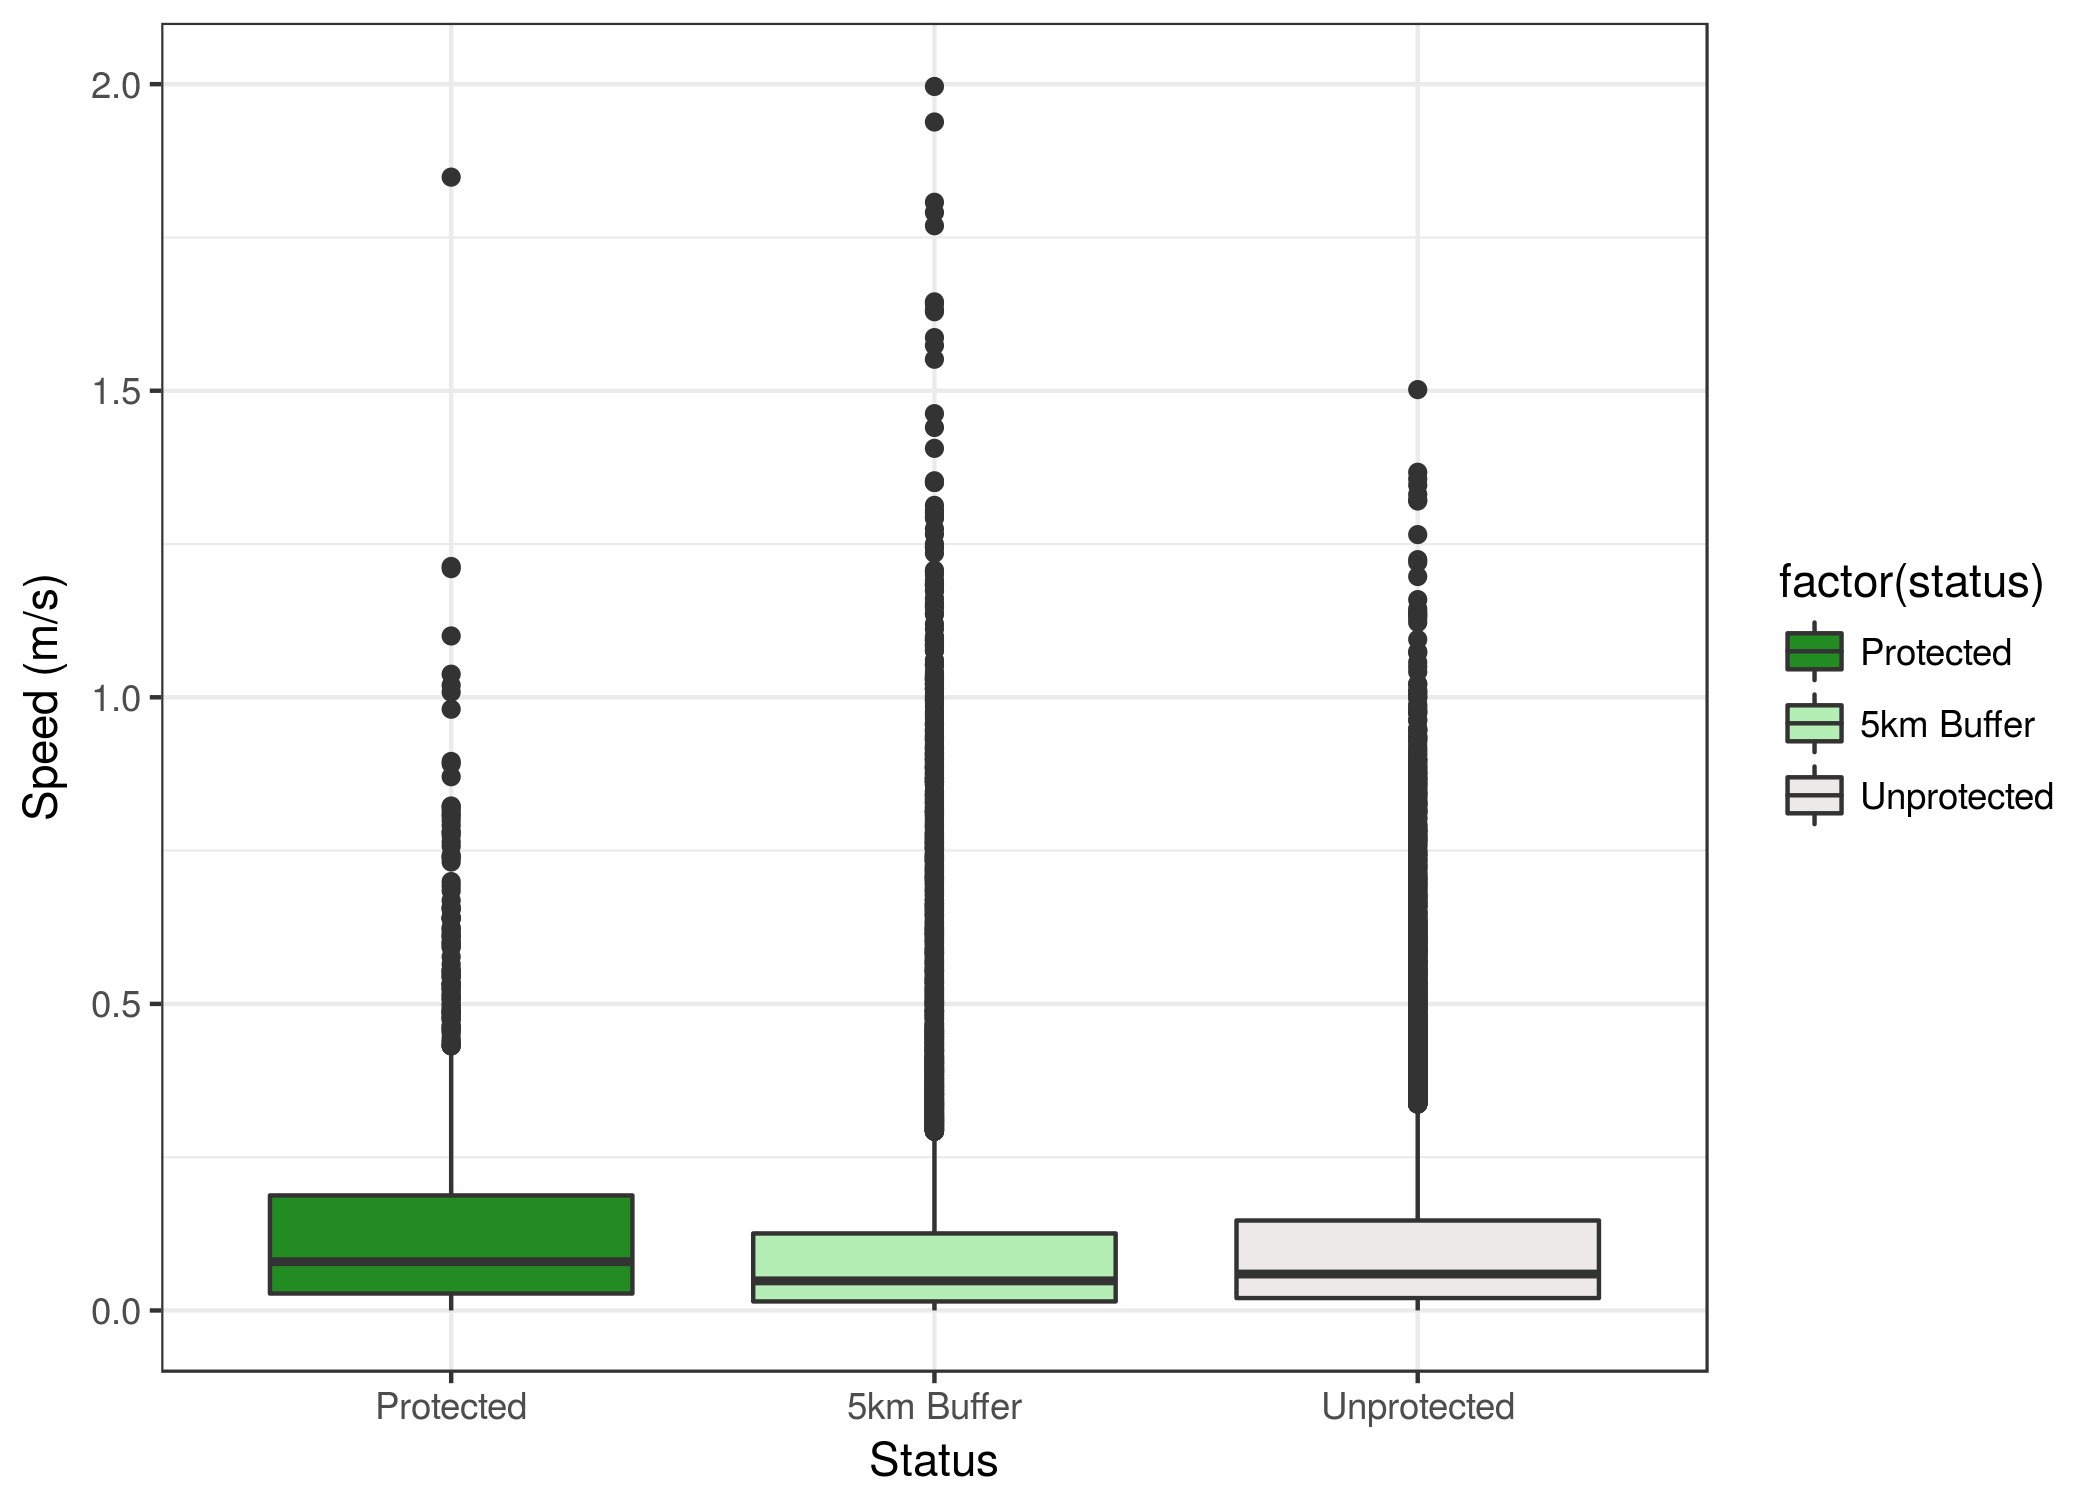 2.0
1.5
1.0
0.5
0.0
Speed (m/s)
Protected
5km Buffer
Unprotected
Status
factor(status)
Protected
5km Buffer
Unprotected